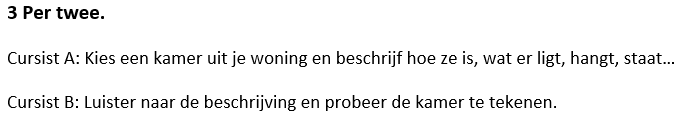 3 Per twee.
Cursist A: Kies een kamer uit je woning en beschrijf hoe ze is, wat er ligt, hangt, staat…
Cursist B: Luister naar de beschrijving en probeer de kamer te tekenen.